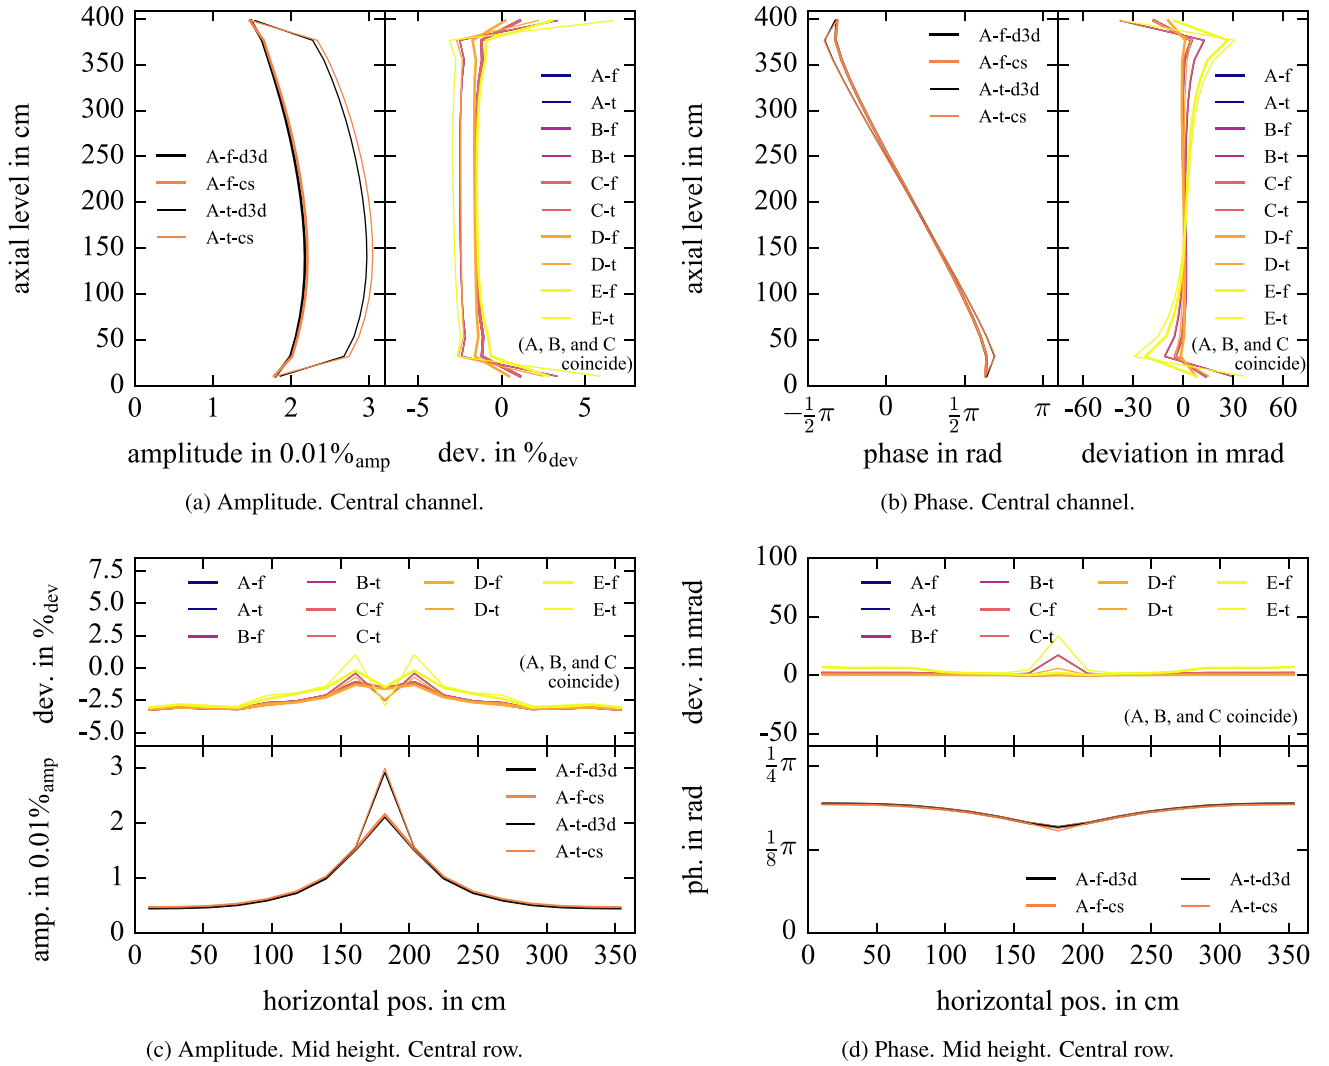 400
350
300
250
200
150
100
50
0
axial level in cm
A-f-d3d
A-f-cs
A-t-d3d
A-t-cs
0 1 2 3
amplitude in 0.01%amp
A-f
A-t
B-f
B-t
C-f
C-t
D-f
D-t
E-f
E-t
(A, B, and C
coincide)
-5 0 5
dev. in %dev
(a) Amplitude. Central channel.
400
350
300
250
200
150
100
50
0
axial level in cm
A-f-d3d
A-f-cs
A-t-d3d
A-t-cs
−1/2π 0 1/2π π
phase in rad
A-f
A-t
B-f
B-t
C-f
C-t
D-f
D-t
E-f
E-t
(A, B, and C
coincide)
-60 -30 0 30 60
deviation in mrad
(b) Phase. Central channel.
7.5
5.0
2.5
0.0
-2.5
-5.0
dev. in %dev
A-f B-t D-f E-f
A-t C-f D-t E-t
B-f C-t
(A, B, and C
coincide)
3
2
1
0
amp. in 0.01%amp
A-f-d3d
A-f-cs
A-t-d3d
A-t-cs
0 50 100 150 200 250 300 350
horizontal pos. in cm
(c) Amplitude. Mid height. Central row.
100
50
0
-50
dev. in mrad
A-f B-t D-f E-f
A-t C-f D-t E-t
B-f C-t
(A, B, and C coincide)
1/4π
1/8π
0
ph. in rad
A-f-d3d A-t-d3d
A-f-cs A-t-cs
0 50 100 150 200 250 300 350
horizontal pos. in cm
(d) Phase. Mid height. Central row.